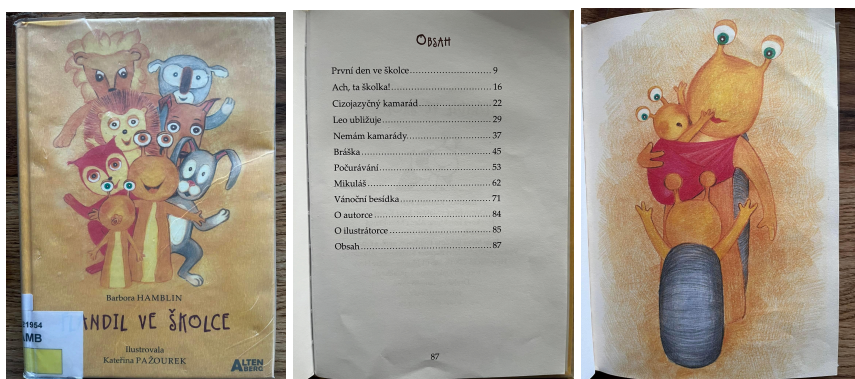 Barbora HAMBLIN
VE ŠKOLCE
Ilustrovala
Kateřina PAŽOUREK
ALTEN
BERG
21954
AMB
OBSAH
První den ve školce 9
Ach, ta školka! 16
Cizojazyčný kamarád 22
Leo ubližuje 29
Nemám kamarády 37
Bráška 45
Počurávání 53
Mikuláš 62
Vánoční besídka 71
O autorce 84
O ilustrátorce 85
Obsah 87
87